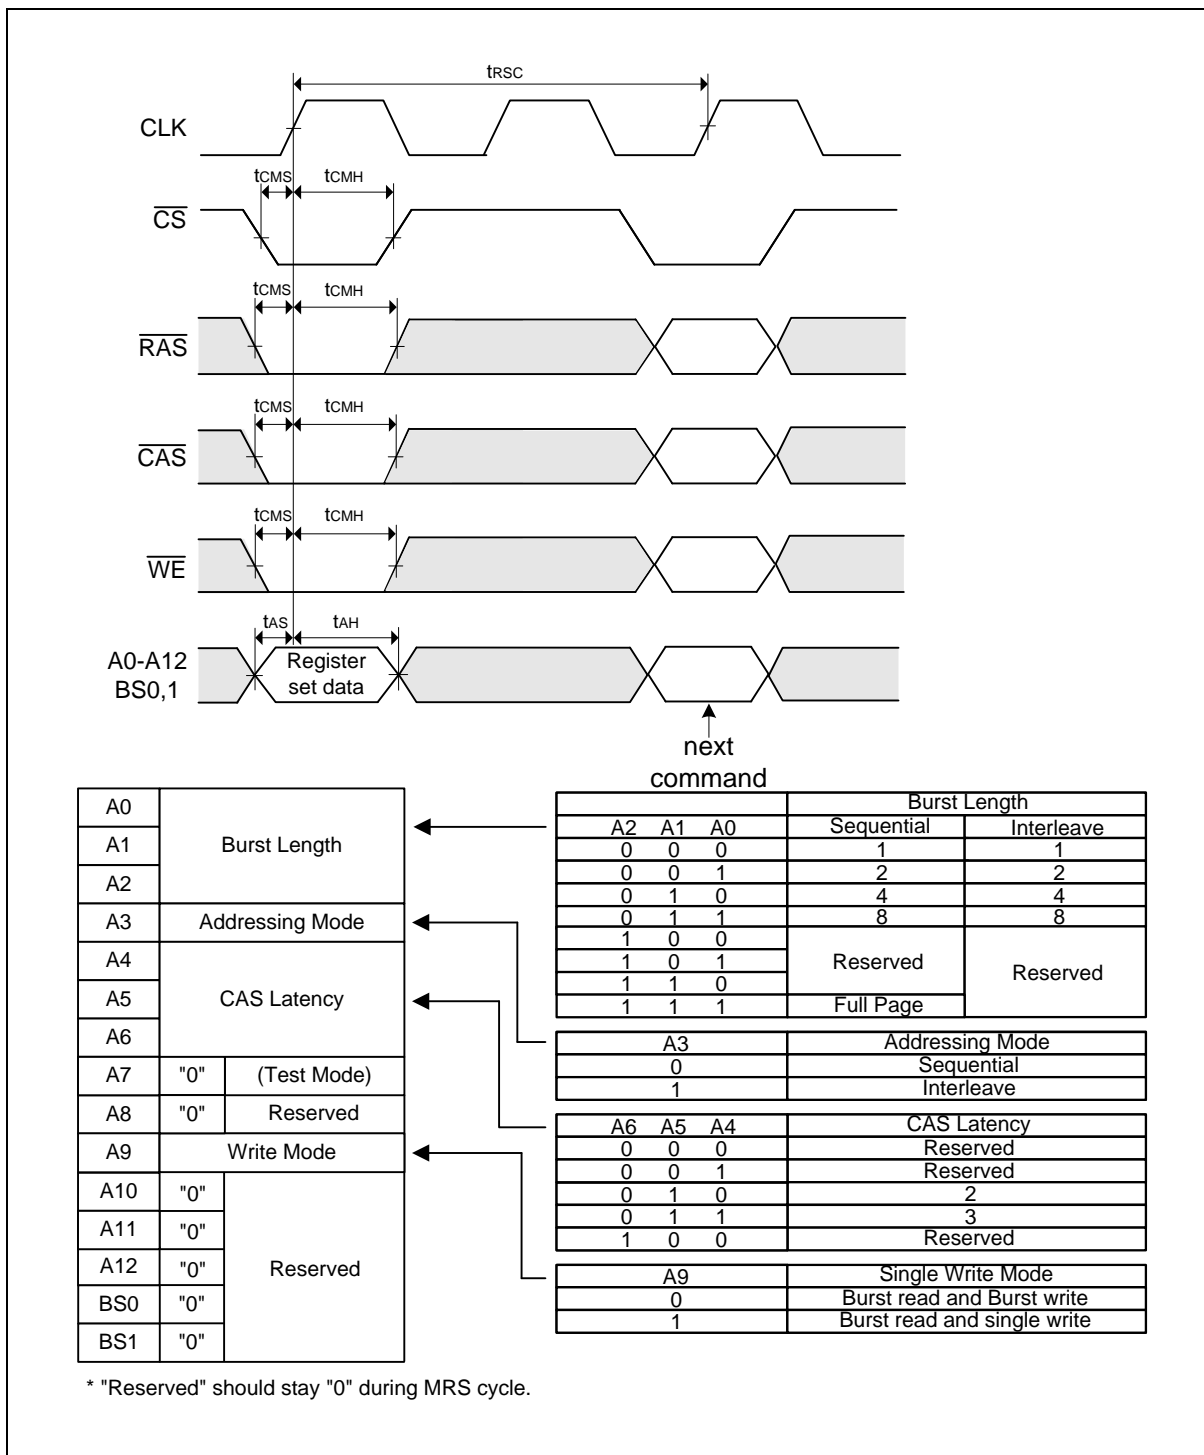 tRSC
CLK
tCMS tCMH
CS
tCMS tCMH
RAS
tCMS tCMH
CAS
tCMS tCMH
WE
tAS tAH
A0-A12
BS0,1
Register
set data
next
command
A0
A1
A2
Burst Length
A3 Addressing Mode
A4
A5
A6
CAS Latency
A7 "0" (Test Mode)
A8 "0" Reserved
A9 Write Mode
A10 "0"
A11 "0"
A12 "0"
BS0 "0"
BS1 "0"
Reserved
Burst Length
A2 A1 A0 Sequential Interleave
0 0 0 1 1
0 0 1 2 2
0 1 0 4 4
0 1 1 8 8
1 0 0
1 0 1
1 1 0
Reserved
Reserved
1 1 1 Full Page
A3 Addressing Mode
0 Sequential
1 Interleave
A6 A5 A4 CAS Latency
0 0 0 Reserved
0 0 1 Reserved
0 1 0 2
0 1 1 3
1 0 0 Reserved
A9 Single Write Mode
0 Burst read and Burst write
1 Burst read and single write
* "Reserved" should stay "0" during MRS cycle.